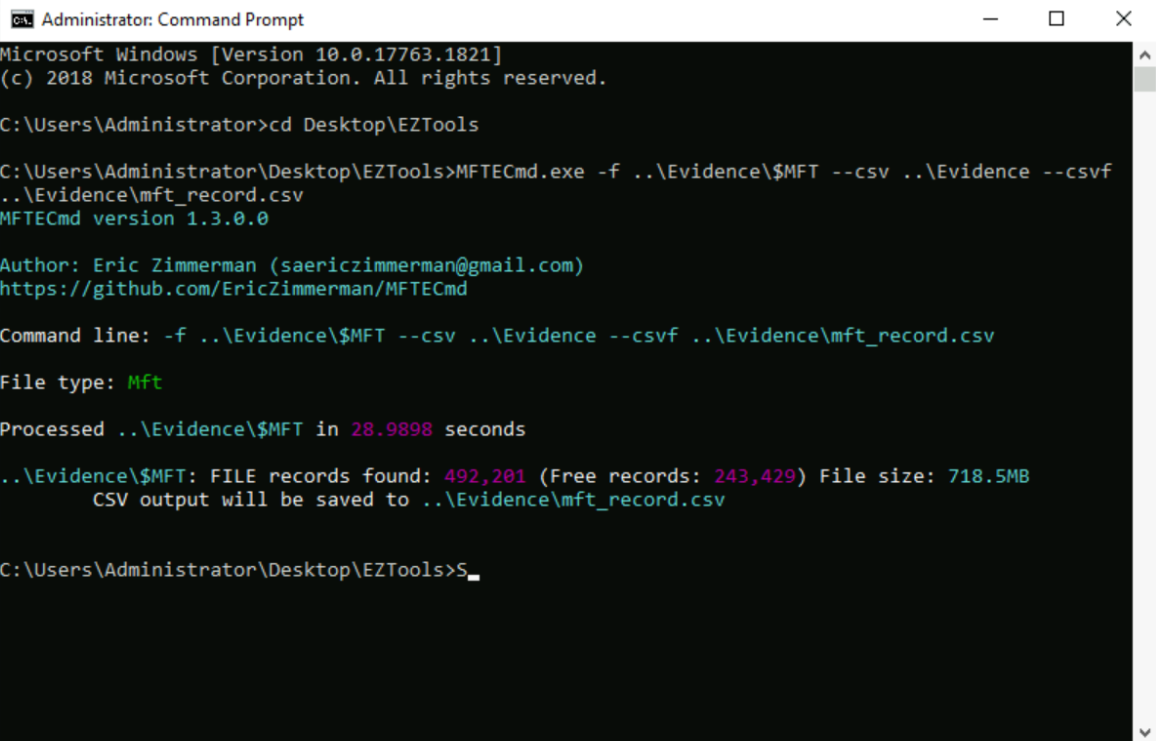 Administrator: Command Prompt
Microsoft Windows [Version 10.0.17763.1821]
(c) 2018 Microsoft Corporation. All rights reserved.
C:\Users\Administrator>cd Desktop\EZTools
C:\Users\Administrator\Desktop\EZTools>MFTECmd.exe -f ..\Evidence\$MFT --csv ..\Evidence --csvf
..\Evidence\mft_record.csv
MFTECmd version 1.3.0.0
Author: Eric Zimmerman (saericzimmerman@gmail.com)
https://github.com/EricZimmerman/MFTECmd
Command line: -f ..\Evidence\$MFT --csv ..\Evidence --csvf ..\Evidence\mft_record.csv
File type: Mft
Processed ..\Evidence\$MFT in 28.9898 seconds
..\Evidence\$MFT: FILE records found: 492,201 (Free records: 243,429) File size: 718.5MB
CSV output will be saved to ..\Evidence\mft_record.csv
C:\Users\Administrator\Desktop\EZTools>S